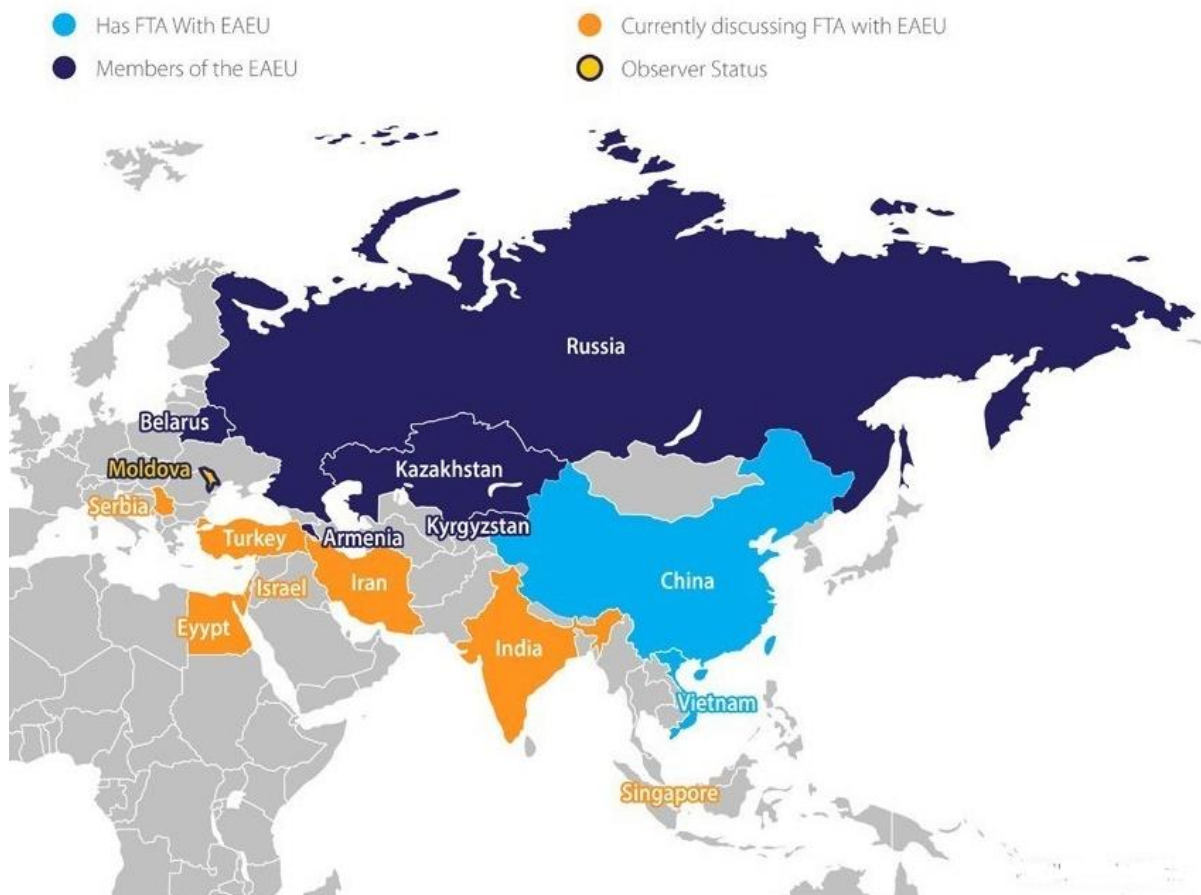 Has FTA With EAEU
Currently discussing FTA with EAEU
Members of the EAEU
Observer Status
Russia
Belarus
Moldova
Kazakhstan
Serbia
Kyrgyzstan
Turkey
Armenia
Iran
China
Israel
Eyypt
India
Vietnam
Singapore